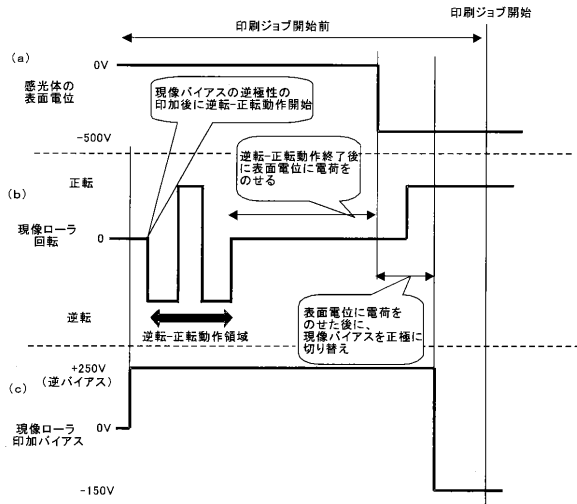 印刷ジョブ開始
印刷ジョブ開始前
(a)
感光体の
表面電位
0V
-500V
現像バイアスの逆極性の
印加後に逆転-正転動作開始
逆転-正転動作終了後
に表面電位に電荷を
のせる
(b)
正転
現像ローラ
回転
0
逆転
逆転-正転動作領域
表面電位に電荷を
のせた後に、
現像バイアスを正極に
切り替え
(c)
+250V
(逆バイアス)
現像ローラ
印加バイアス
0V
-150V